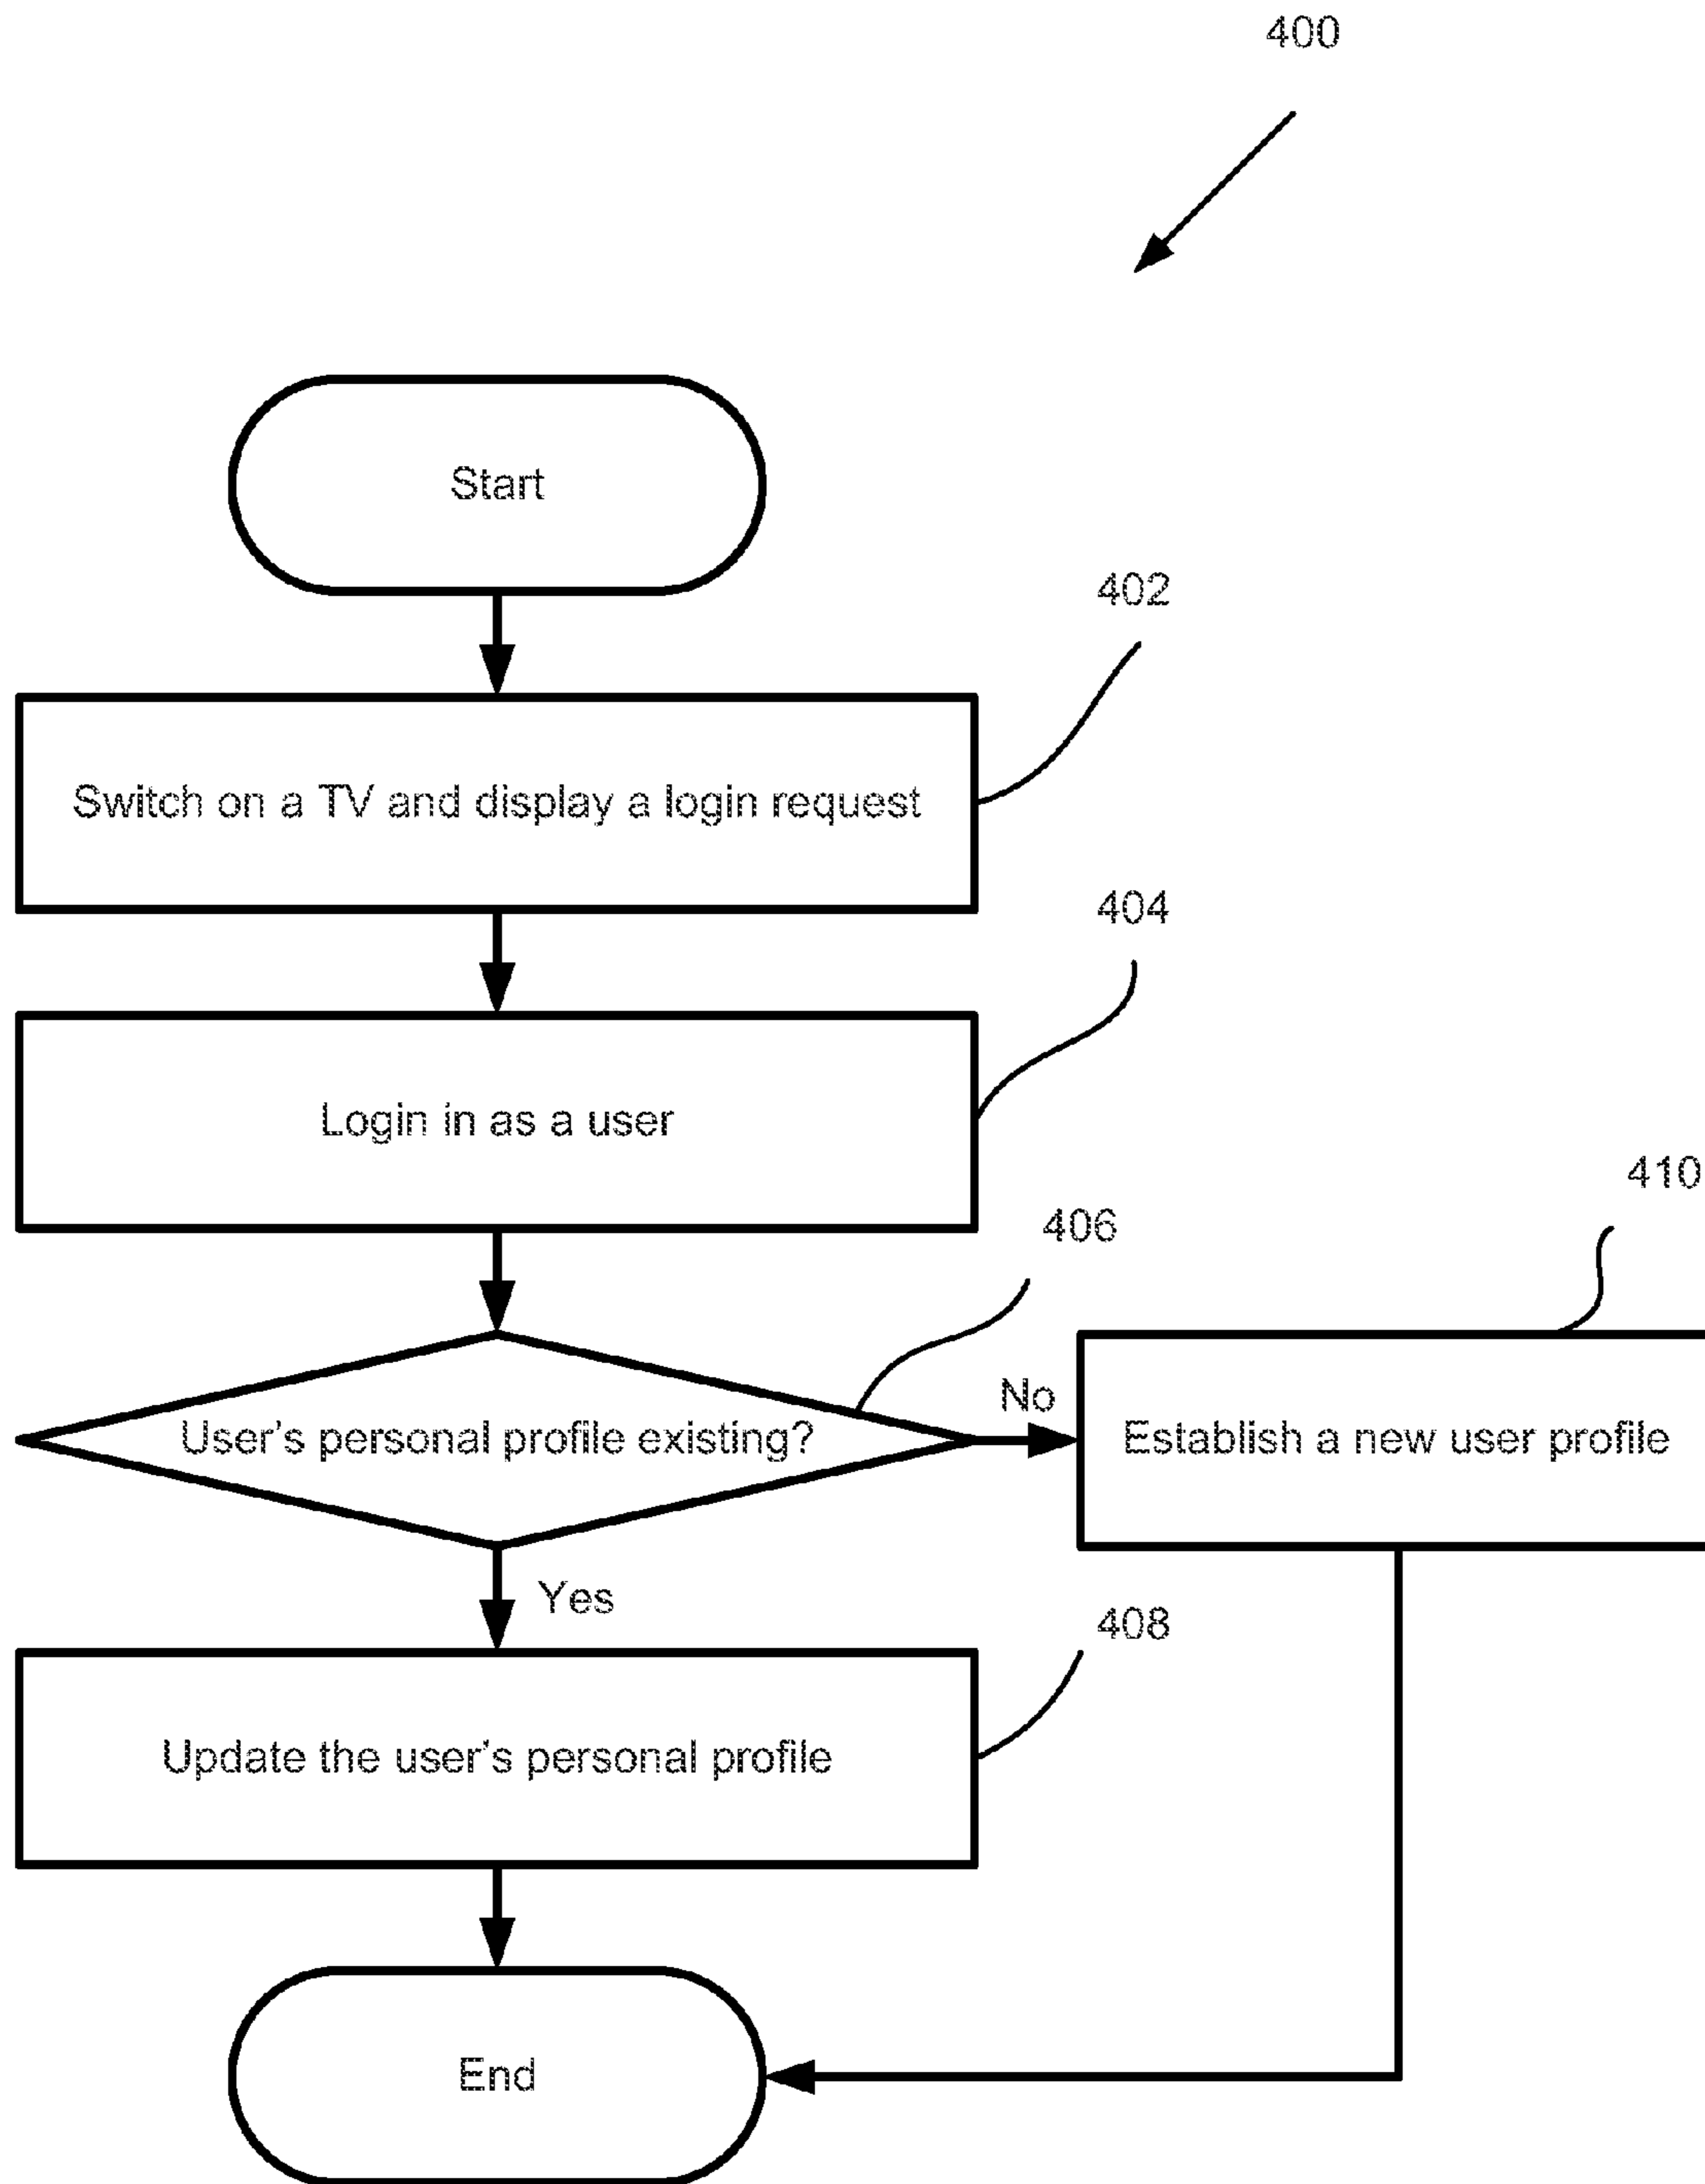 400
Start
402
Switch on a TV and display a login request
404
Login in as a user
410
406
No
User's personal profile existing?
Establish a new user profile
Yes
408
Update the user's personal profile
End